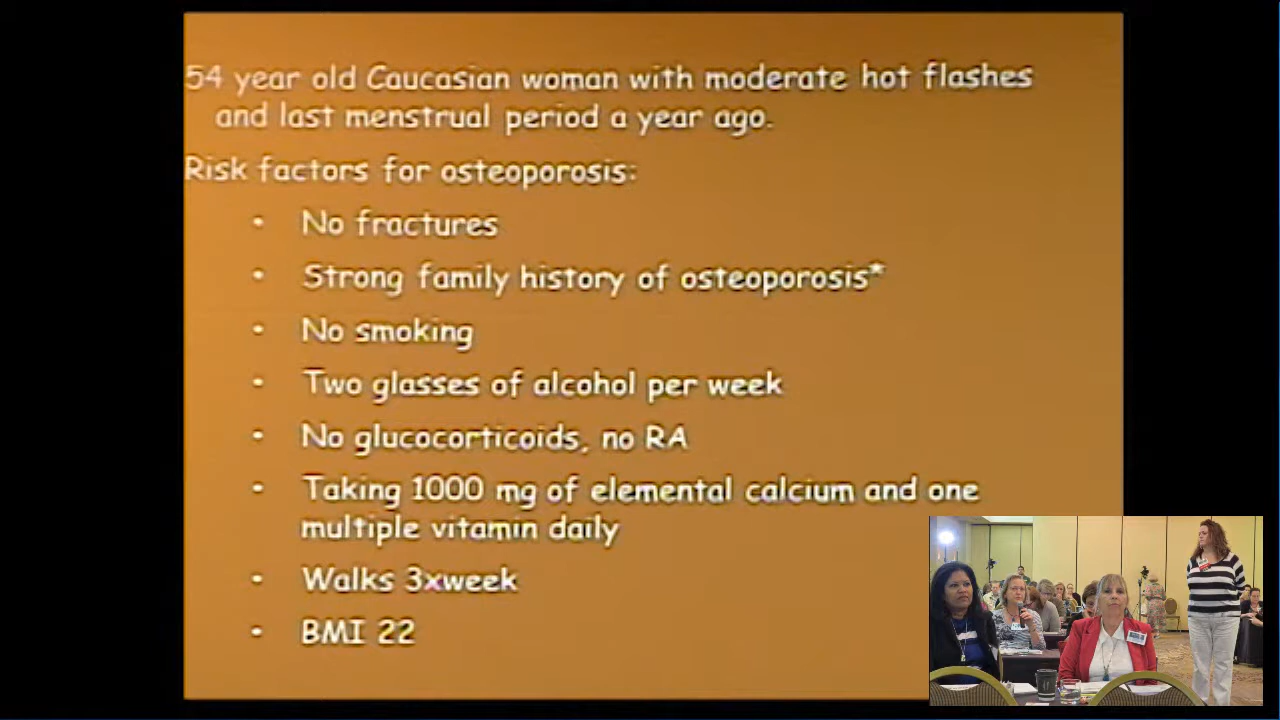 54 year old Caucasian woman with moderate hot flashes
and last menstrual period a year ago.
Risk factors for osteoporosis:
• No fractures
• Strong family history of osteoporosis*
• No smoking
• Two glasses of alcohol per week
• No glucocorticoids, no RA
• Taking 1000 mg of elemental calcium and one
multiple vitamin daily
• Walks 3xweek
• BMI 22